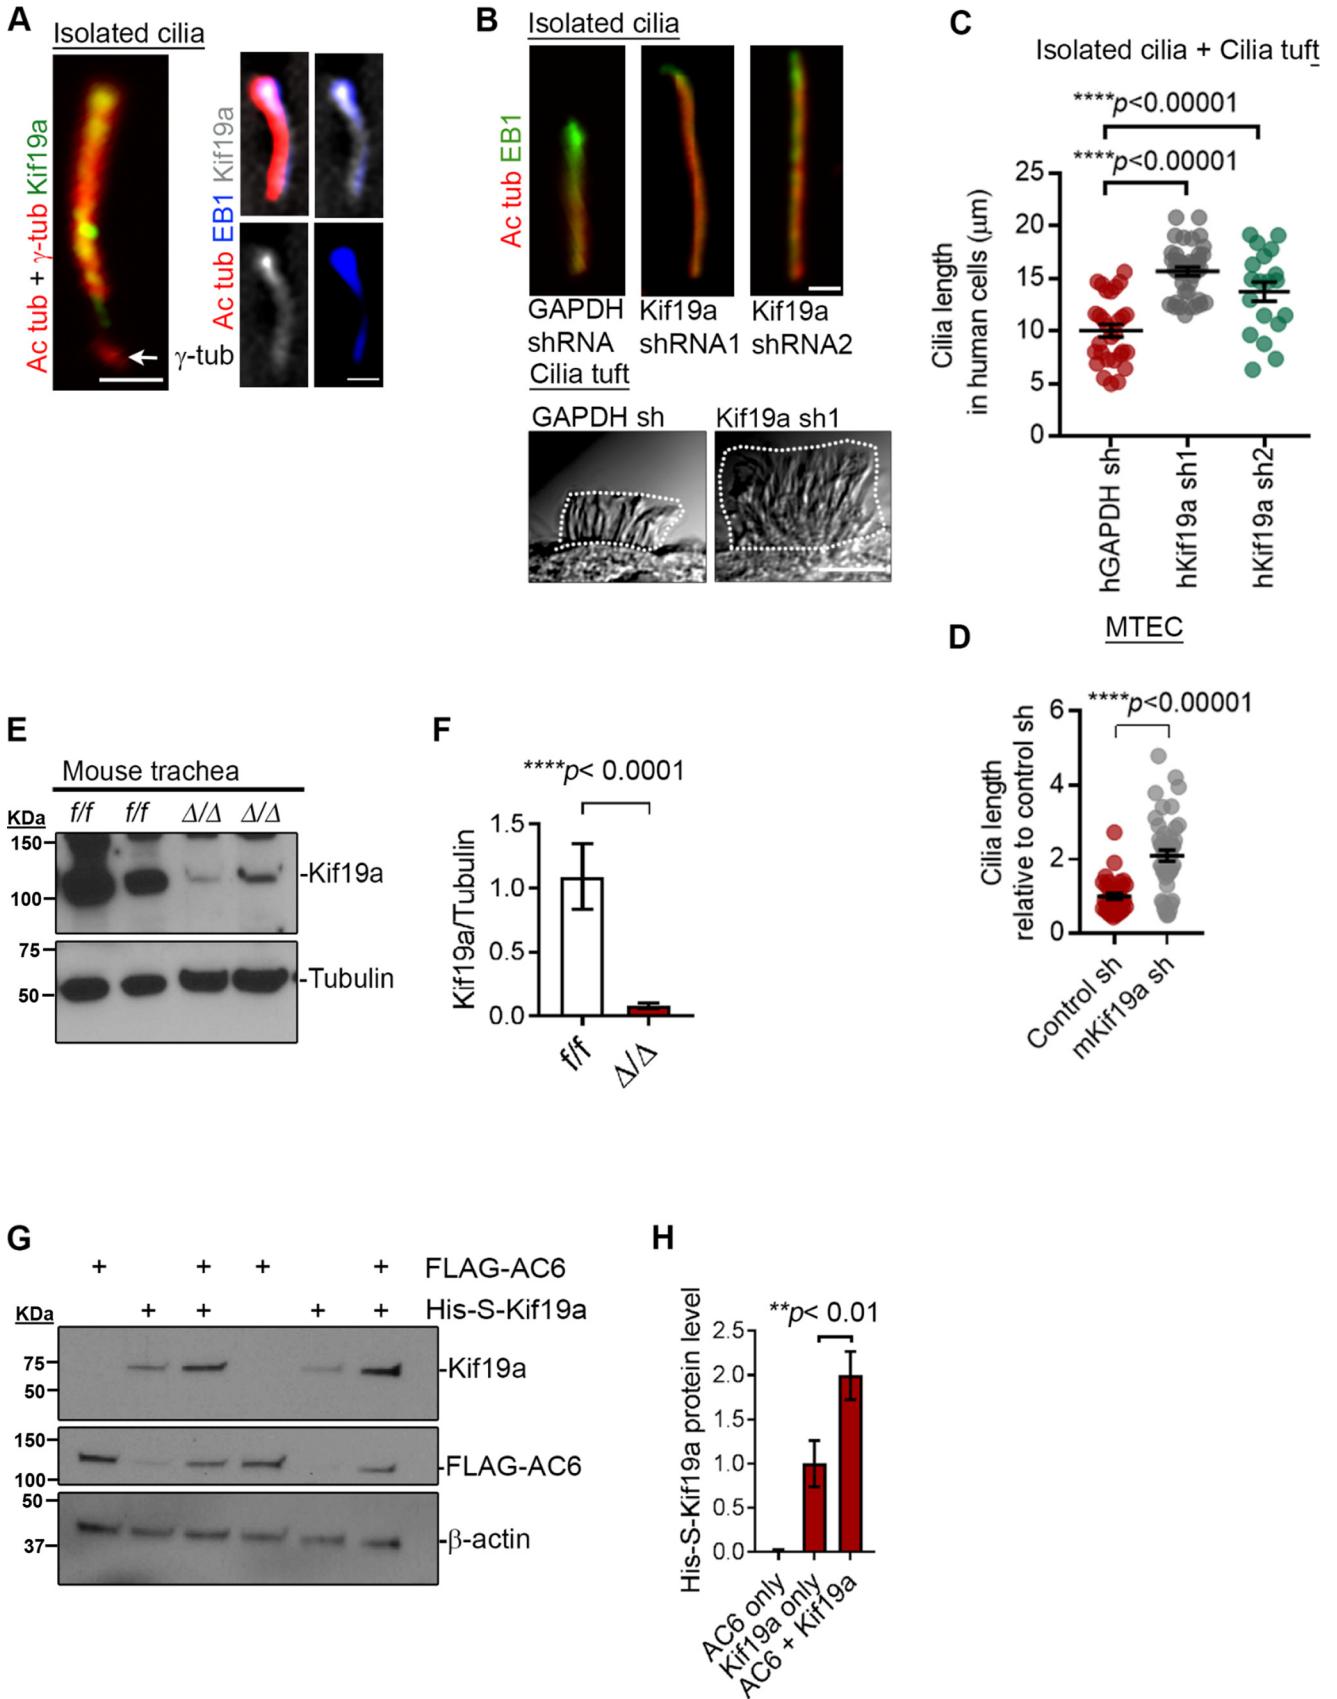 A
Isolated cilia
Ac tub + γ-tub Kif19a
γ-tub
Ac tub EB1 Kif19a
B
Isolated cilia
Ac tub EB1
GAPDH shRNA
Kif19a shRNA1
Kif19a shRNA2
Cilia tuft
GAPDH sh
Kif19a sh1
C
Isolated cilia + Cilia tuft
****p<0.00001
****p<0.00001
Cilia length
in human cells (μm)
25
20
15
10
5
0
hGAPDH sh
hKif19a sh1
hKif19a sh2
D
MTEC
****p<0.00001
Cilia length
relative to control sh
6
4
2
0
Control sh
mKif19a sh
E
Mouse trachea
KDa
f/f f/f Δ/Δ Δ/Δ
150
100
-Kif19a
75
50
-Tubulin
F
****p< 0.0001
Kif19a/Tubulin
1.5
1.0
0.5
0.0
f/f
Δ/Δ
G
+ + + + FLAG-AC6
KDa
+ + + + His-S-Kif19a
75
50
-Kif19a
150
100
-FLAG-AC6
50
37
-β-actin
H
**p< 0.01
His-S-Kif19a protein level
2.5
2.0
1.5
1.0
0.5
0.0
AC6 only
Kif19a only
AC6 + Kif19a